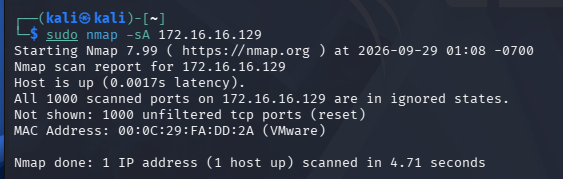 ┌──(kali㉿kali)-[~]
└─$ sudo nmap -sA 172.16.16.129
Starting Nmap 7.99 ( https://nmap.org ) at 2026-09-29 01:08 -0700
Nmap scan report for 172.16.16.129
Host is up (0.0017s latency).
All 1000 scanned ports on 172.16.16.129 are in ignored states.
Not shown: 1000 unfiltered tcp ports (reset)
MAC Address: 00:0C:29:FA:DD:2A (VMware)

Nmap done: 1 IP address (1 host up) scanned in 4.71 seconds